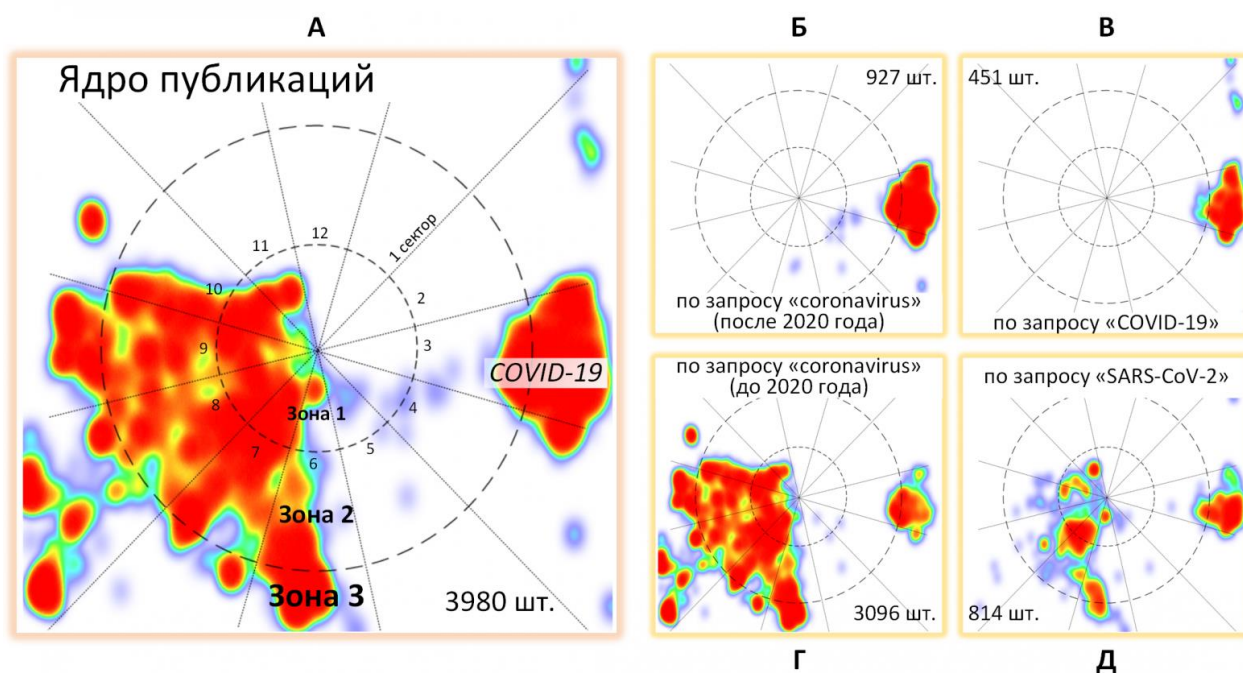 А
Ядро публикаций
12
11
1 сектор
10
2
9
3
COVID-19
8
Зона 1
4
7
6
5
Зона 2
Зона 3
3980 шт.
Б
927 шт.
по запросу «coronavirus»
(после 2020 года)
В
451 шт.
по запросу «COVID-19»
по запросу «coronavirus»
(до 2020 года)
3096 шт.
Г
по запросу «SARS-CoV-2»
814 шт.
Д